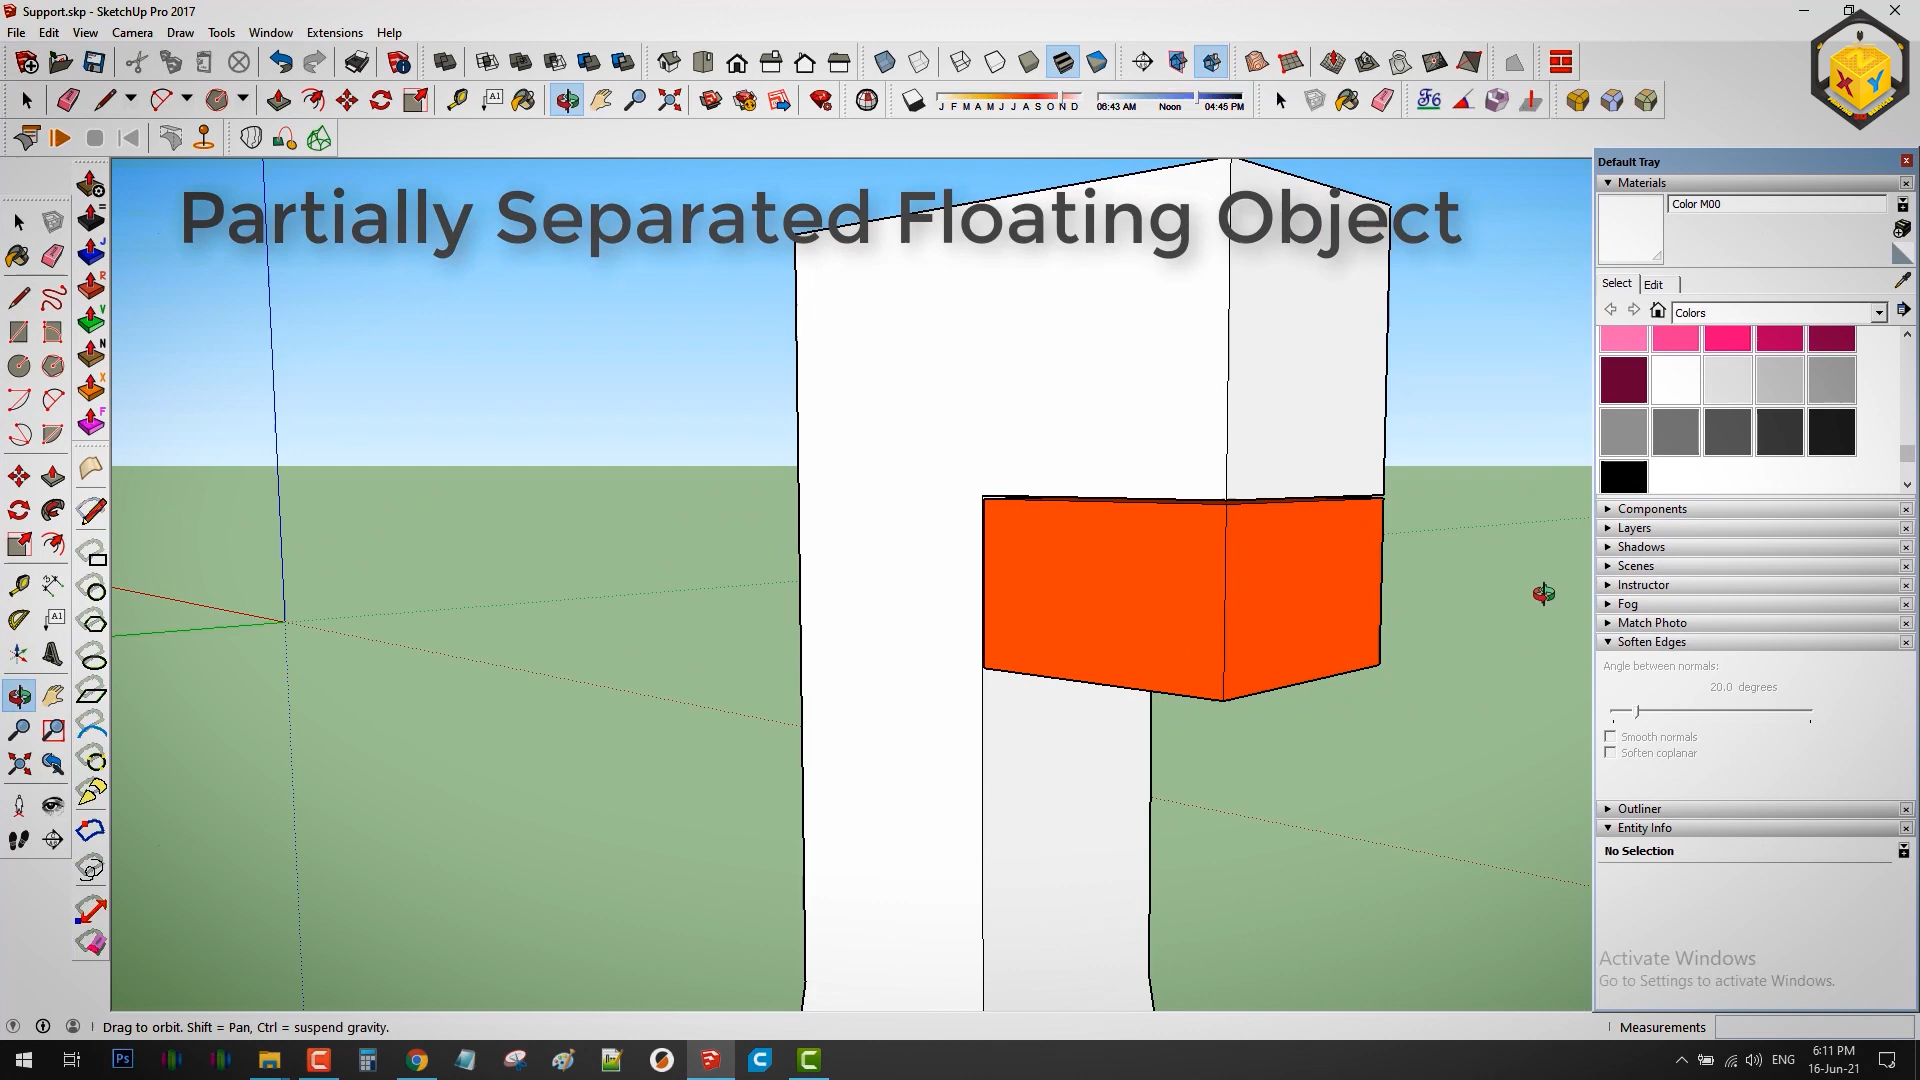 Support.skp - SketchUp Pro 2017
File Edit View Camera Draw Tools Window Extensions Help
J F M A M J J A S O N D 06:43 AM Noon 04:45 PM
Partially Separated Floating Object
Default Tray
Materials
Color M00
Select Edit
Colors
Components
Layers
Shadows
Scenes
Instructor
Fog
Match Photo
Soften Edges
Angle between normals:
20.0 degrees
Smooth normals
Soften coplanar
Outliner
Entity Info
No Selection
Activate Windows
Go to Settings to activate Windows.
Drag to orbit. Shift = Pan, Ctrl = suspend gravity.
Measurements
ENG
6:11 PM
16-Jun-21